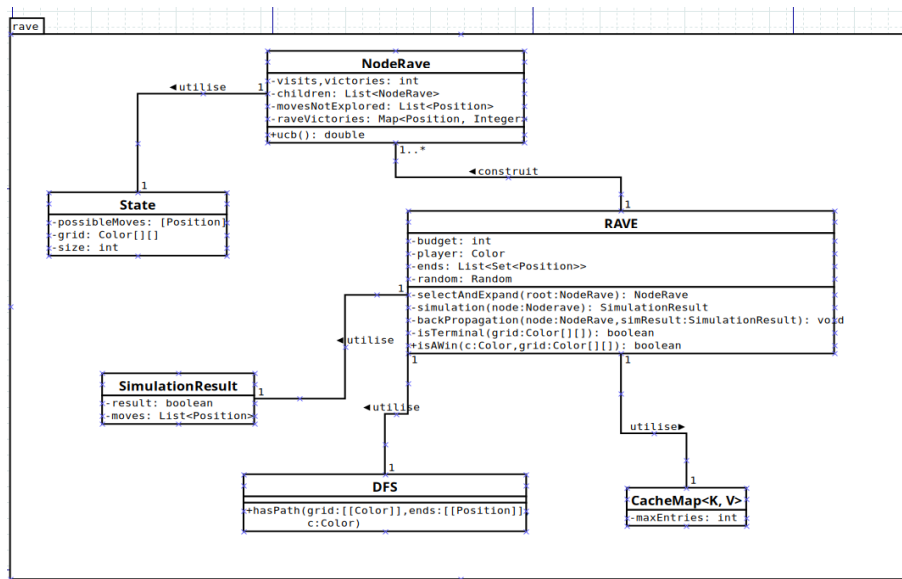 rave
NodeRave
-visits,victories: int
-children: List<NodeRave>
-movesNotExplored: List<Position>
-raveVictories: Map<Position, Integer
+ucb(): double
◄utilise
1
1
1..*
◄construit
1
State
-possibleMoves: [Position]
-grid: Color[][]
-size: int
RAVE
-budget: int
-player: Color
-ends: List<Set<Position>>
-random: Random
-selectAndExpand(root:NodeRave): NodeRave
-simulation(node:Noderave): SimulationResult
-backPropagation(node:NodeRave,simResult:SimulationResult): void
-isTerminal(grid:Color[][]): boolean
+isAWin(c:Color,grid:Color[][]): boolean
1
◄utilise
1
SimulationResult
-result: boolean
-moves: List<Position>
1
◄utilise
1
1
utilise►
1
DFS
+hasPath(grid:[[Color]],ends:[[Position]]
c:Color)
CacheMap<K, V>
-maxEntries: int